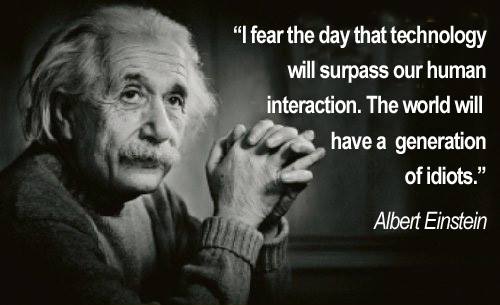 “I fear the day that technology
will surpass our human
interaction. The world will
have a generation
of idiots.”
Albert Einstein